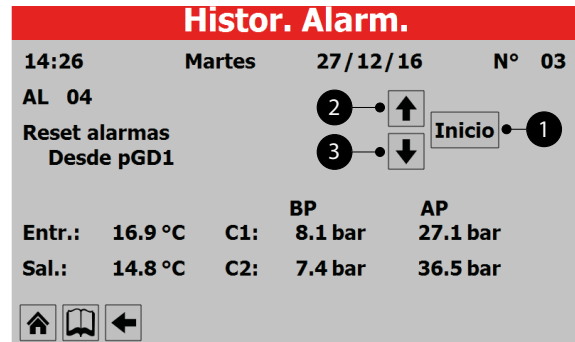 Histor. Alarm.
14:26 Martes 27/12/16 N° 03
AL 04
2
Reset alarmas
Inicio 1
Desde pGD1
3
BP AP
Entr.: 16.9 °C C1: 8.1 bar 27.1 bar
Sal.: 14.8 °C C2: 7.4 bar 36.5 bar